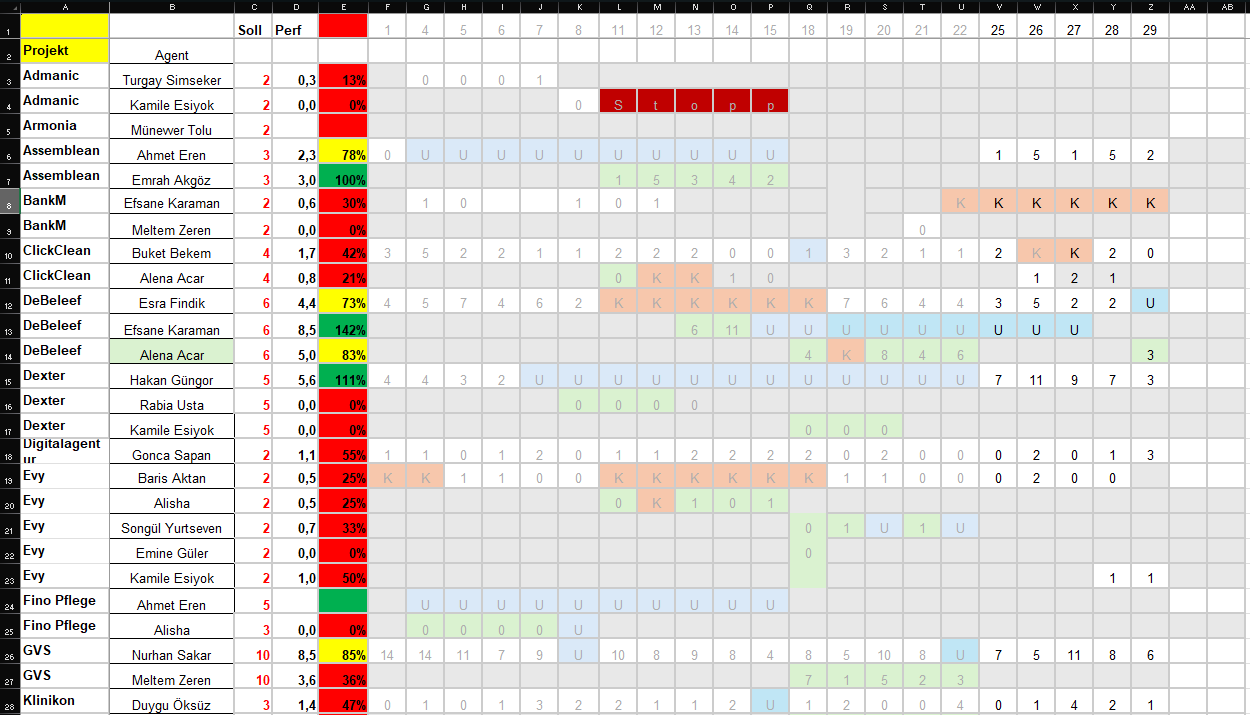 A B C D E F G H I J K L M N O P Q R S T U V W X Y Z AA AB
1 Soll Perf 1 4 5 6 7 8 11 12 13 14 15 18 19 20 21 22 25 26 27 28 29
2 Projekt Agent
3 Admanic Turgay Simseker 2 0,3 13% 0 0 0 1
4 Admanic Kamile Esiyok 2 0,0 0% 0 S t o p p
5 Armonia Münewer Tolu 2
6 Assemblean Ahmet Eren 3 2,3 78% 0 U U U U U U U U U U 1 5 1 5 2
7 Assemblean Emrah Akgöz 3 3,0 100% 1 5 3 4 2
8 BankM Efsane Karaman 2 0,6 30% 1 0 1 0 1 K K K K K K
9 BankM Meltem Zeren 2 0,0 0% 0
10 ClickClean Buket Bekem 4 1,7 42% 3 5 2 2 1 1 2 2 2 0 0 1 3 2 1 1 2 K K 2 0
11 ClickClean Alena Acar 4 0,8 21% 0 K K 1 0 1 2 1
12 DeBeleef Esra Findik 6 4,4 73% 4 5 7 4 6 2 K K K K K K 7 6 4 4 3 5 2 2 U
13 DeBeleef Efsane Karaman 6 8,5 142% 6 11 U U U U U U U U U
14 DeBeleef Alena Acar 6 5,0 83% 4 K 8 4 6 3
15 Dexter Hakan Güngor 5 5,6 111% 4 4 3 2 U U U U U U U U U U U U 7 11 9 7 3
16 Dexter Rabia Usta 5 0,0 0% 0 0 0 0
17 Dexter Kamile Esiyok 5 0,0 0% 0 0 0
18 Digitalagent Gonca Sapan 2 1,1 55% 1 1 0 1 2 0 1 1 2 2 2 2 0 2 0 0 0 2 0 1 3
ur
19 Evy Baris Aktan 2 0,5 25% K K 1 1 0 0 K K K K K K 1 1 0 0 0 2 0 0
20 Evy Alisha 2 0,5 25% 0 K 1 0 1
21 Evy Songül Yurtseven 2 0,7 33% 0 1 U 1 U
22 Evy Emine Güler 2 0,0 0% 0
23 Evy Kamile Esiyok 2 1,0 50% 1 1
24 Fino Pflege Ahmet Eren 5 U U U U U U U U U U
25 Fino Pflege Alisha 3 0,0 0% 0 0 0 0 U
26 GVS Nurhan Sakar 10 8,5 85% 14 14 11 7 9 U 10 8 9 8 4 8 5 10 8 U 7 5 11 8 6
27 GVS Meltem Zeren 10 3,6 36% 7 1 5 2 3
28 Klinikon Duygu Öksüz 3 1,4 47% 0 1 0 1 3 2 2 1 1 2 U 1 2 0 0 4 0 1 4 2 1